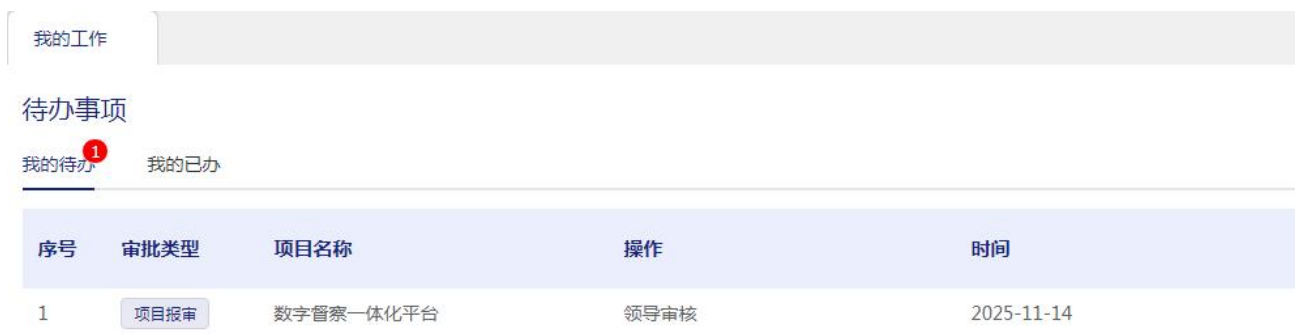 我的工作
待办事项
我的待办 1 我的已办
序号 审批类型 项目名称 操作 时间
1 项目报审 数字督察一体化平台 领导审核 2025-11-14